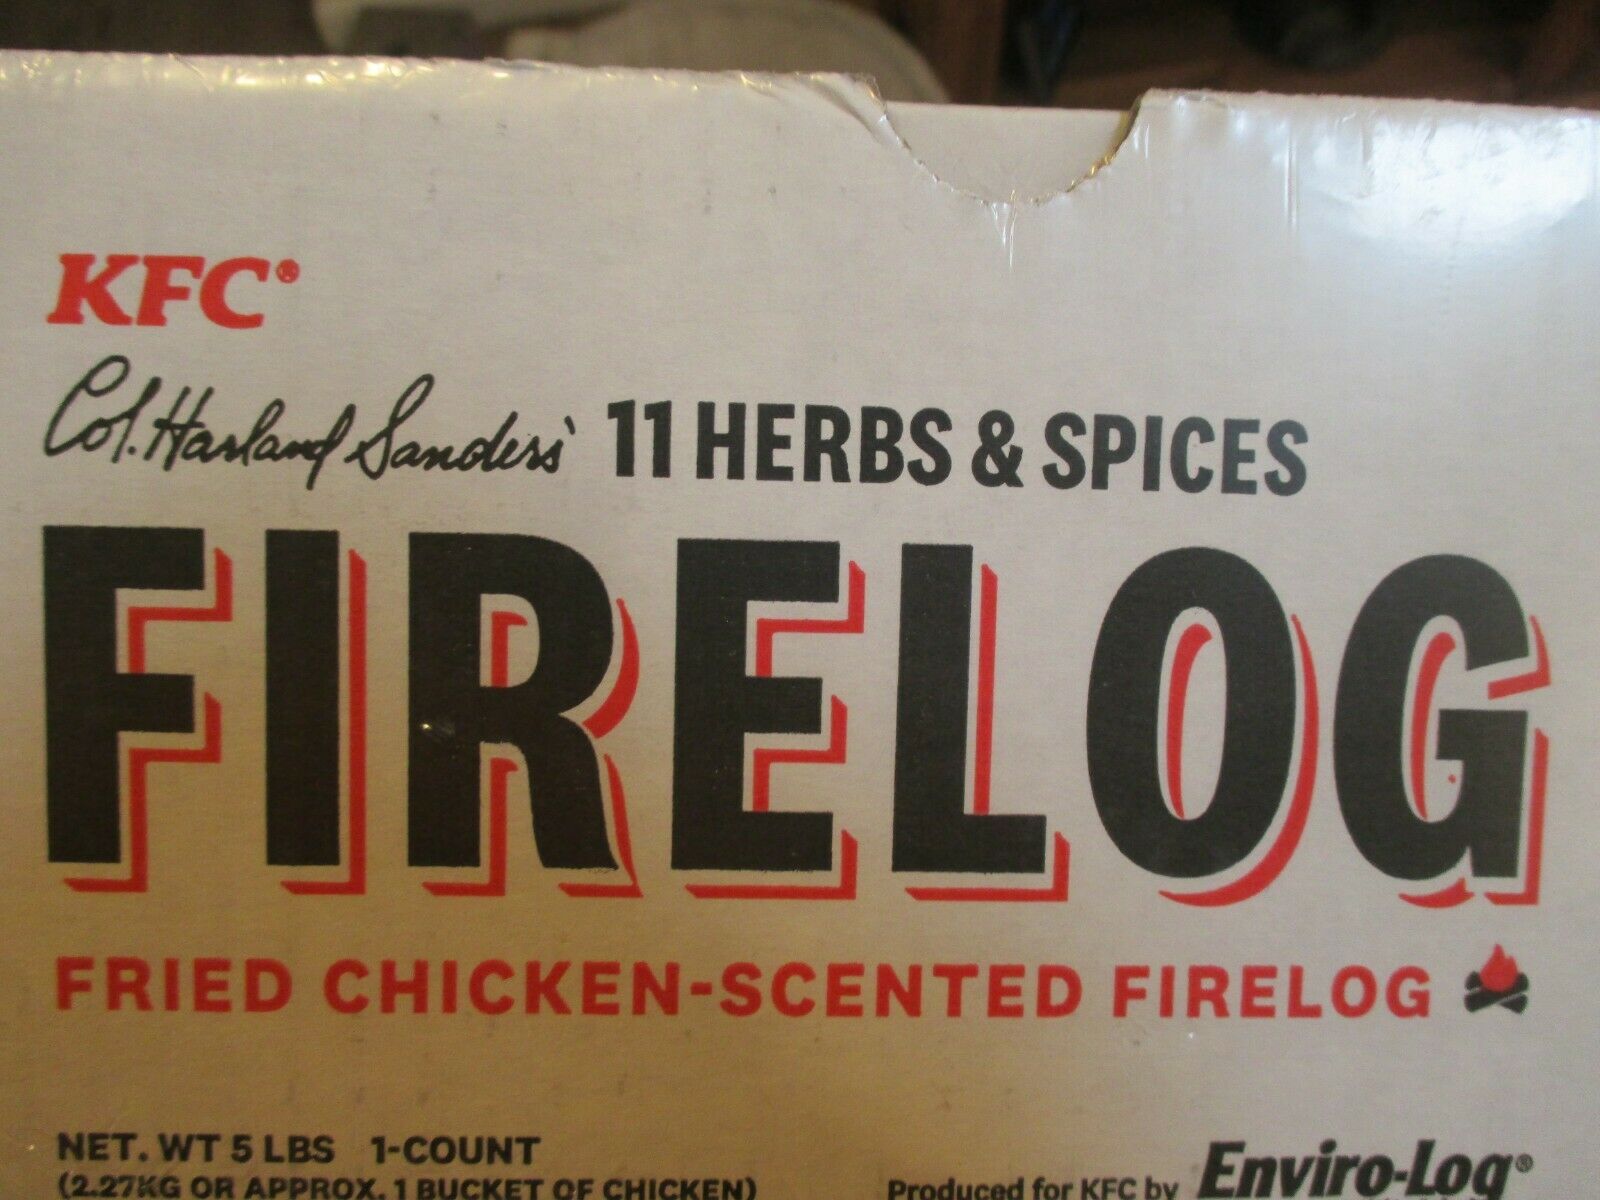 KFC®
Col. Harland Sanders' 11 HERBS & SPICES
FIRELOG
FRIED CHICKEN-SCENTED FIRELOG
NET. WT 5 LBS 1-COUNT
(2.27KG OR APPROX. 1 BUCKET OF CHICKEN)
Produced for KFC by Enviro-Log®